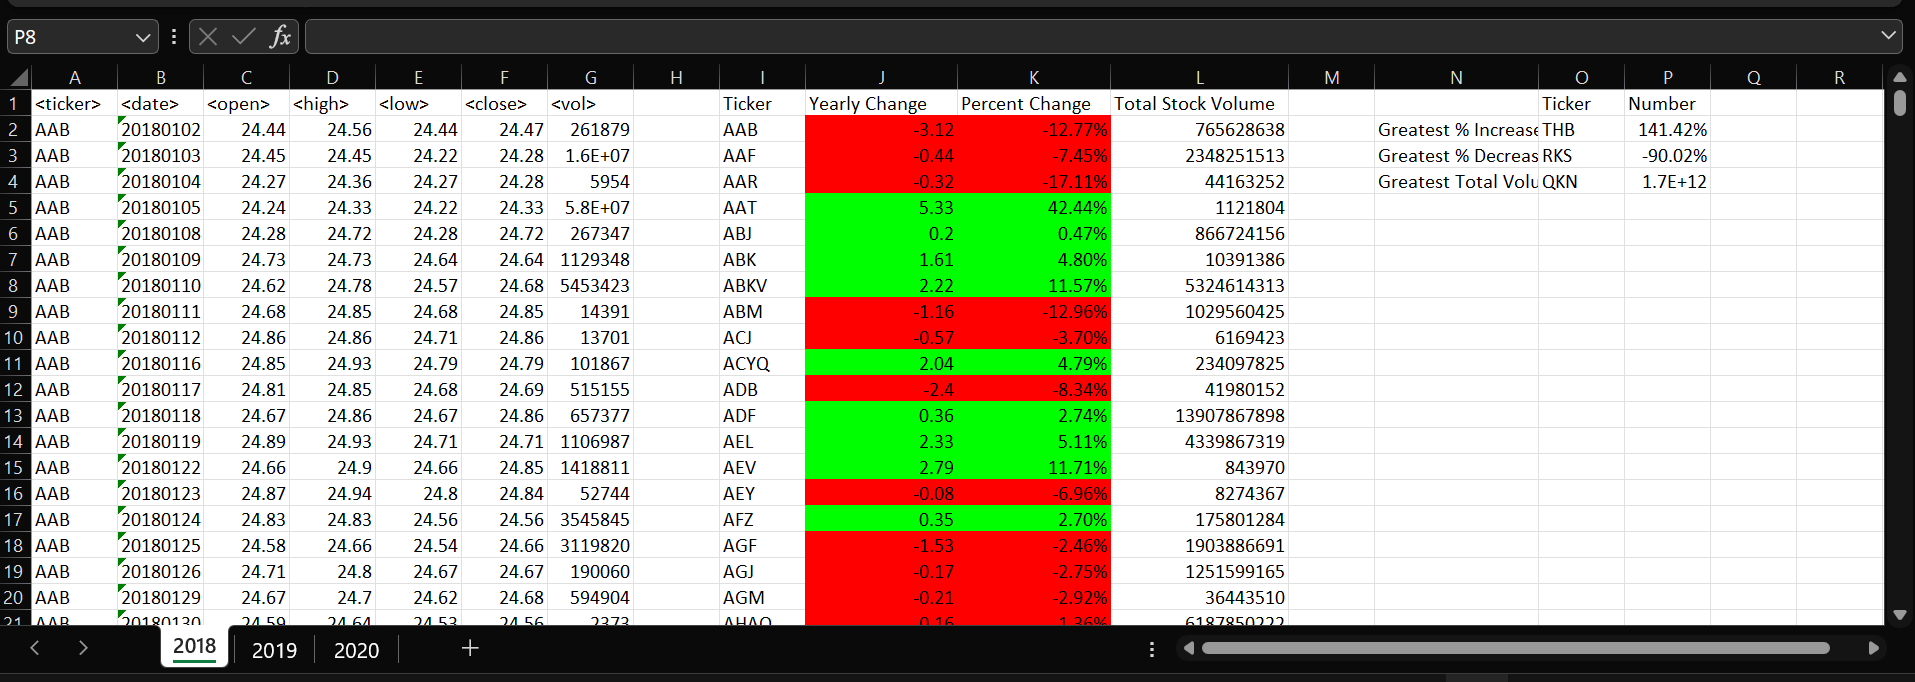 P8 fx
A B C D E F G H I J K L M N O P Q R
1 <ticker> <date> <open> <high> <low> <close> <vol> Ticker Yearly Change Percent Change Total Stock Volume Ticker Number
2 AAB 20180102 24.44 24.56 24.44 24.47 261879 AAB -3.12 -12.77% 765628638 Greatest % Increase THB 141.42%
3 AAB 20180103 24.45 24.45 24.22 24.28 1.6E+07 AAF -0.44 -7.45% 2348251513 Greatest % Decreas RKS -90.02%
4 AAB 20180104 24.27 24.36 24.27 24.28 5954 AAR -0.32 -17.11% 44163252 Greatest Total Volu QKN 1.7E+12
5 AAB 20180105 24.24 24.33 24.22 24.33 5.8E+07 AAT 5.33 42.44% 1121804
6 AAB 20180108 24.28 24.72 24.28 24.72 267347 ABJ 0.2 0.47% 866724156
7 AAB 20180109 24.73 24.73 24.64 24.64 1129348 ABK 1.61 4.80% 10391386
8 AAB 20180110 24.62 24.78 24.57 24.68 5453423 ABKV 2.22 11.57% 5324614313
9 AAB 20180111 24.68 24.85 24.68 24.85 14391 ABM -1.16 -12.96% 1029560425
10 AAB 20180112 24.86 24.86 24.71 24.86 13701 ACJ -0.57 -3.70% 6169423
11 AAB 20180116 24.85 24.93 24.79 24.79 101867 ACYQ 2.04 4.79% 234097825
12 AAB 20180117 24.81 24.85 24.68 24.69 515155 ADB -2.4 -8.34% 41980152
13 AAB 20180118 24.67 24.86 24.67 24.86 657377 ADF 0.36 2.74% 13907867898
14 AAB 20180119 24.89 24.93 24.71 24.71 1106987 AEL 2.33 5.11% 4339867319
15 AAB 20180122 24.66 24.9 24.66 24.85 1418811 AEV 2.79 11.71% 843970
16 AAB 20180123 24.87 24.94 24.8 24.84 52744 AEY -0.08 -6.96% 8274367
17 AAB 20180124 24.83 24.83 24.56 24.56 3545845 AFZ 0.35 2.70% 175801284
18 AAB 20180125 24.58 24.66 24.54 24.66 3119820 AGF -1.53 -2.46% 1903886691
19 AAB 20180126 24.71 24.8 24.67 24.67 190060 AGJ -0.17 -2.75% 1251599165
20 AAB 20180129 24.67 24.7 24.62 24.68 594904 AGM -0.21 -2.92% 36443510
21 AAB 20180130 24.59 24.64 24.53 24.56 2373 AHAQ 6187850222
2018 2019 2020